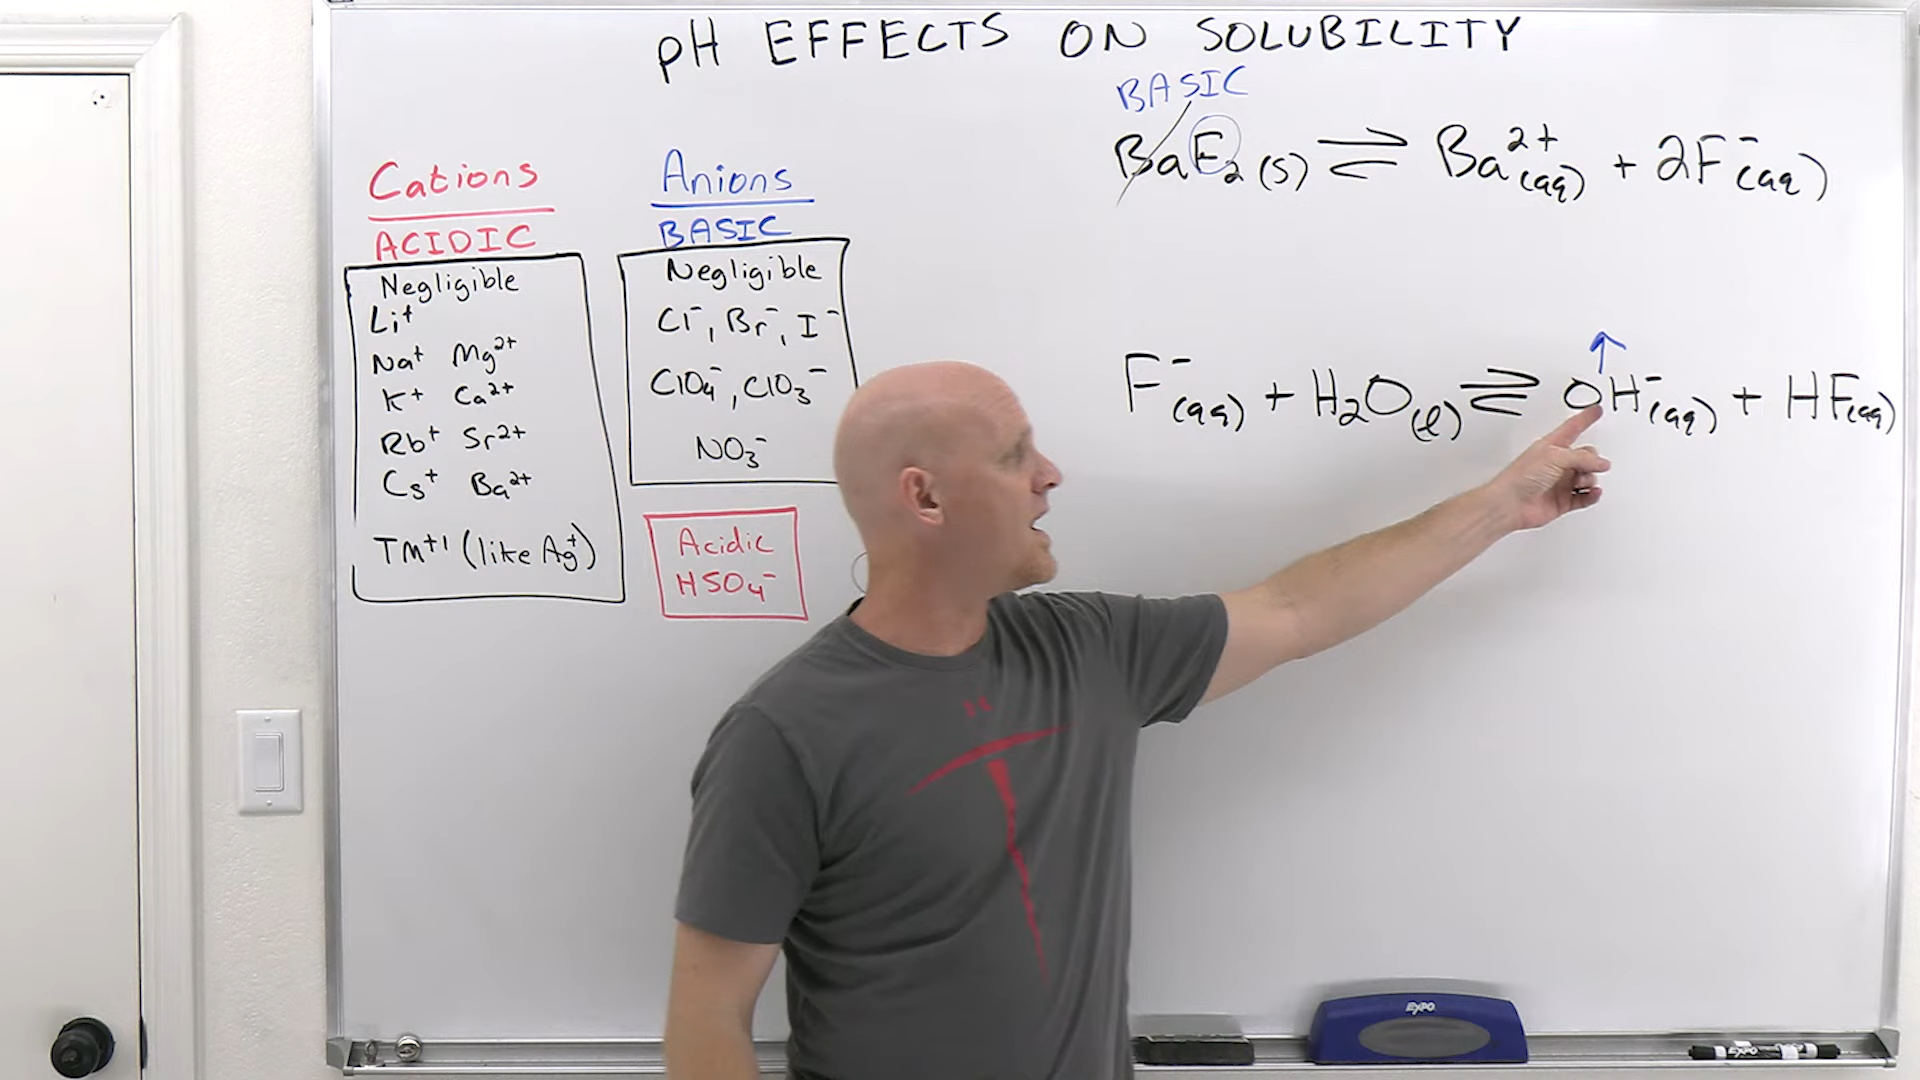 pH EFFECTS ON SOLUBILITY
Cations
ACIDIC
Negligible
Li⁺
Na⁺ Mg²⁺
K⁺ Ca²⁺
Rb⁺ Sr²⁺
Cs⁺ Ba²⁺
TM⁺¹ (like Ag⁺)
Anions
BASIC
Negligible
Cl⁻, Br⁻, I⁻
ClO₄⁻, ClO₃⁻
NO₃⁻
Acidic
HSO₄⁻
BASIC
BaF₂ (s) ⇌ Ba²⁺(aq) + 2F⁻(aq)
F⁻(aq) + H₂O(l) ⇌ OH⁻(aq) + HF(aq)
EXPO
EXPO